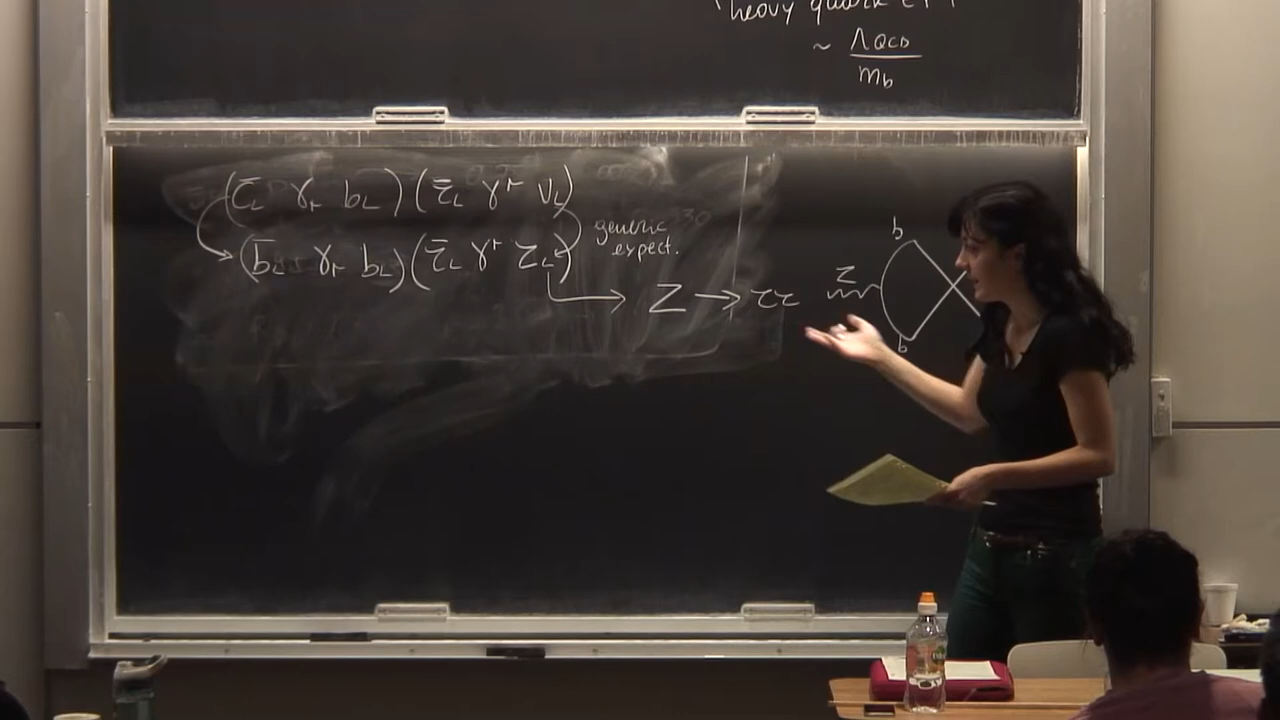 heavy quark EFT
~ ΛQCD
mb
(c̄L γμ bL)(τ̄L γμ νL)
generic
expect.
(b̄L γμ bL)(τ̄L γμ τL)
Z → ττ
Z
b
b